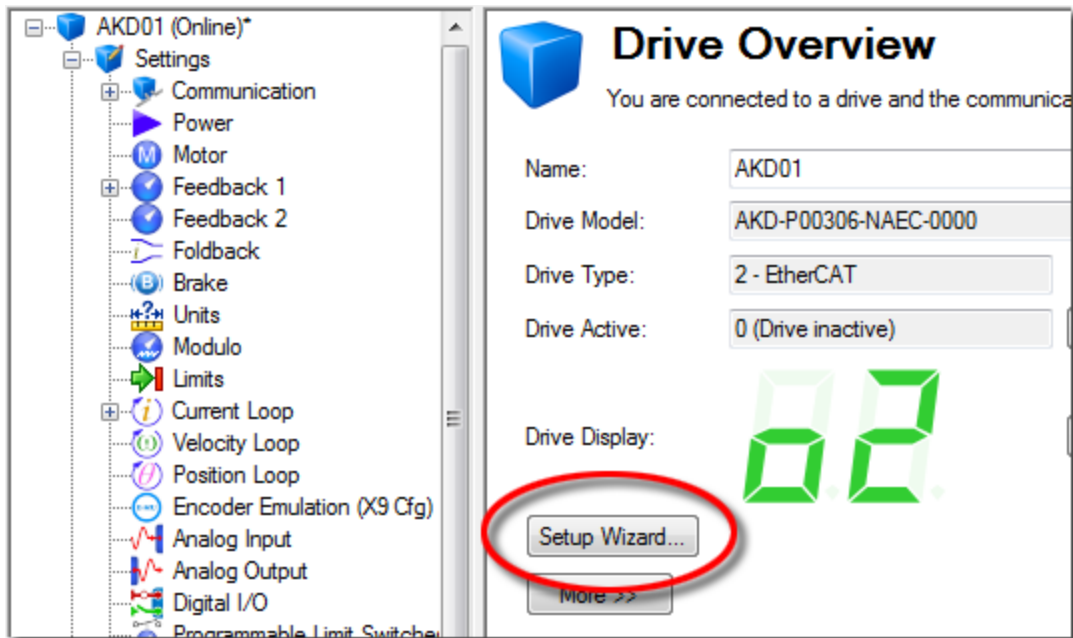 AKD01 (Online)*
Settings
Communication
Power
Motor
Feedback 1
Feedback 2
Foldback
Brake
Units
Modulo
Limits
Current Loop
Velocity Loop
Position Loop
Encoder Emulation (X9 Cfg)
Analog Input
Analog Output
Digital I/O
Programmable Limit Switche
Drive Overview
You are connected to a drive and the communica
Name: AKD01
Drive Model: AKD-P00306-NAEC-0000
Drive Type: 2 - EtherCAT
Drive Active: 0 (Drive inactive)
Drive Display: o2
Setup Wizard...
More >>